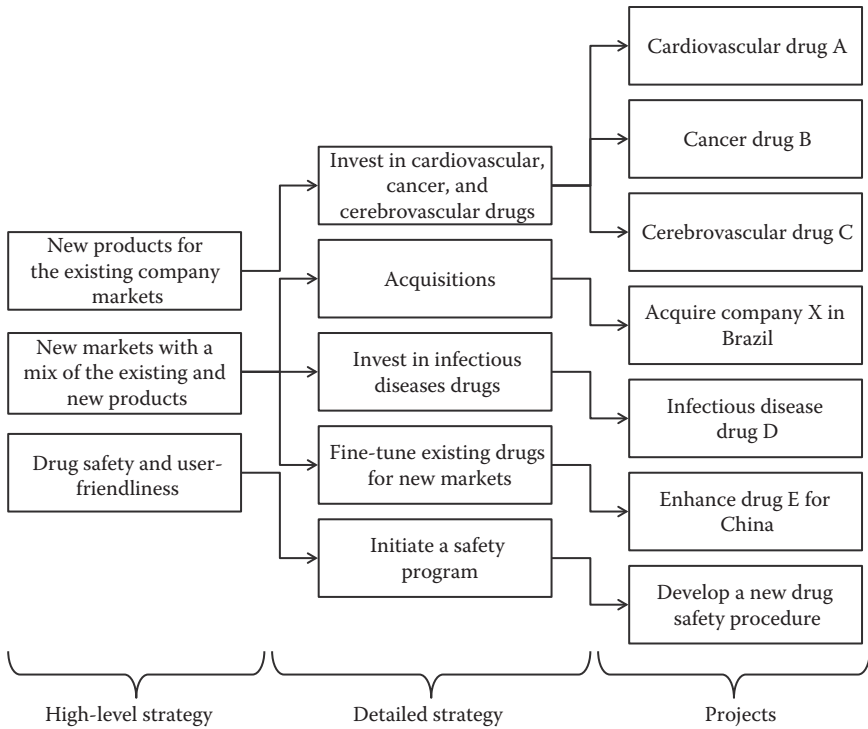 New products for
the existing company
markets
New markets with a
mix of the existing and
new products
Drug safety and user-
friendliness
Invest in cardiovascular,
cancer, and
cerebrovascular drugs
Acquisitions
Invest in infectious
diseases drugs
Fine-tune existing drugs
for new markets
Initiate a safety
program
Cardiovascular drug A
Cancer drug B
Cerebrovascular drug C
Acquire company X in
Brazil
Infectious disease
drug D
Enhance drug E for
China
Develop a new drug
safety procedure
High-level strategy
Detailed strategy
Projects